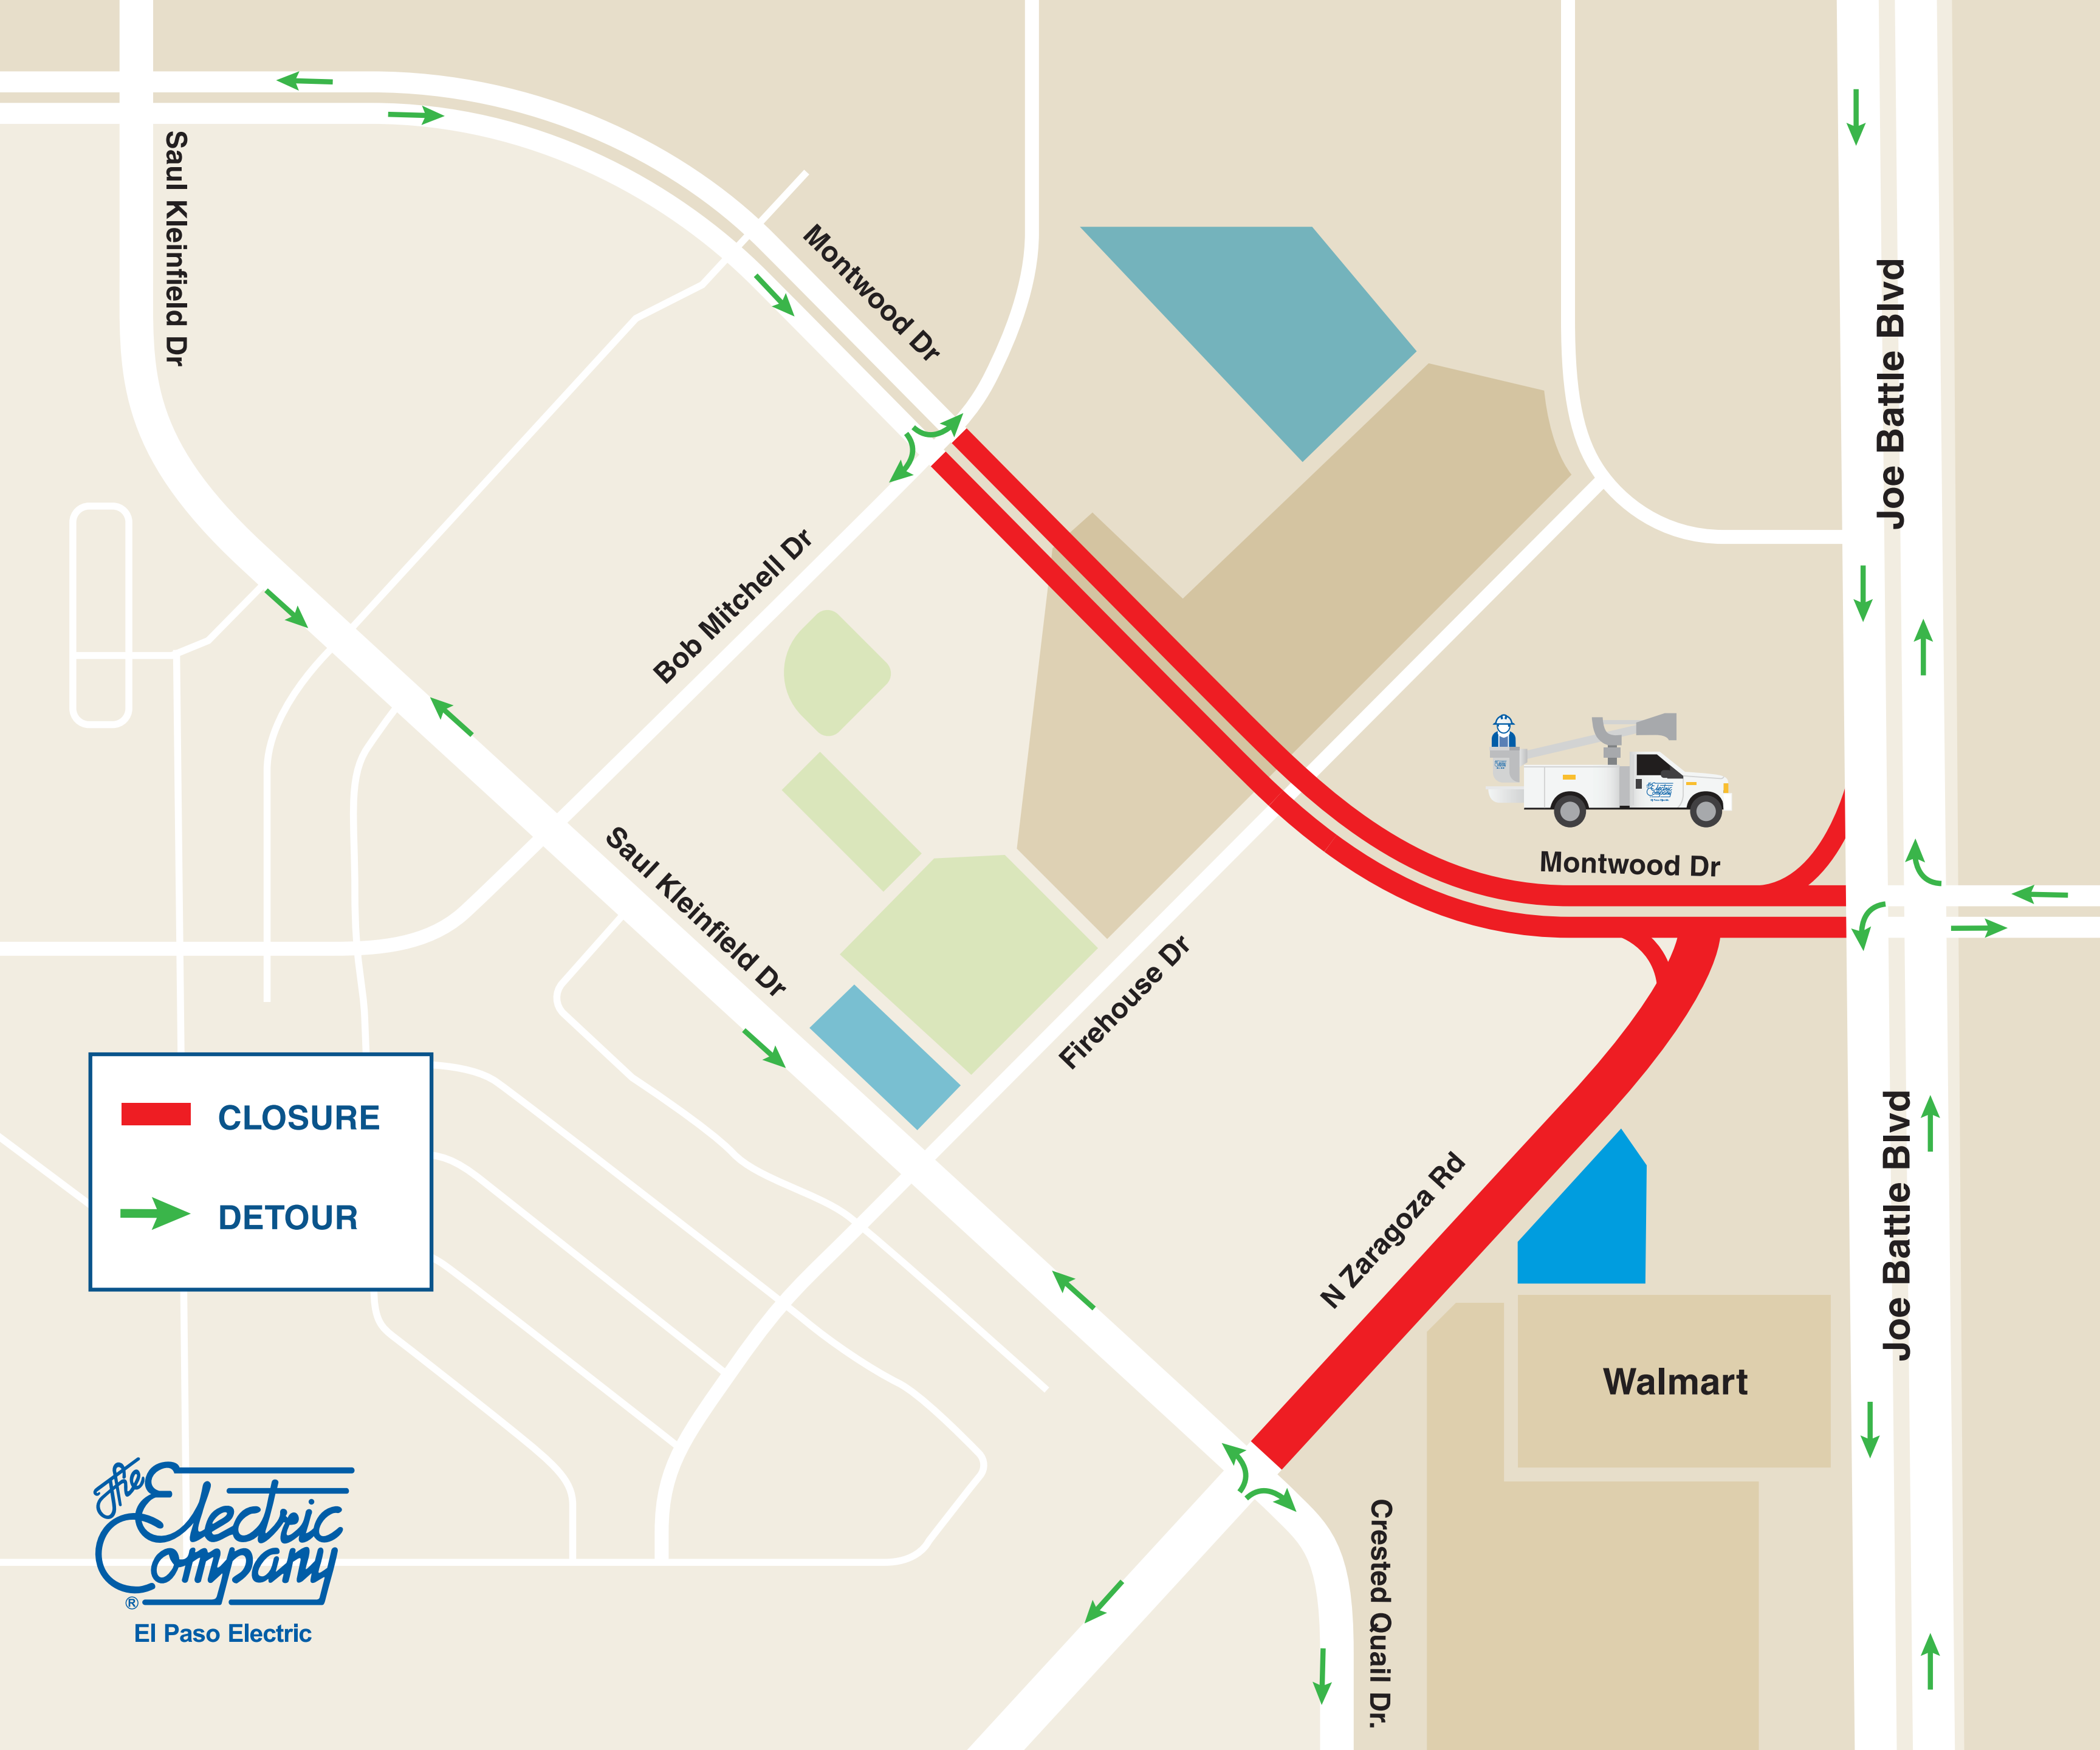 Saul Kleinfield Dr
Montwood Dr
Joe Battle Blvd
Bob Mitchell Dr
Saul Kleinfield Dr
Montwood Dr
Firehouse Dr
N Zaragoza Rd
Joe Battle Blvd
CLOSURE
DETOUR
Walmart
Crested Quail Dr.
The
Electric
Company
®
El Paso Electric